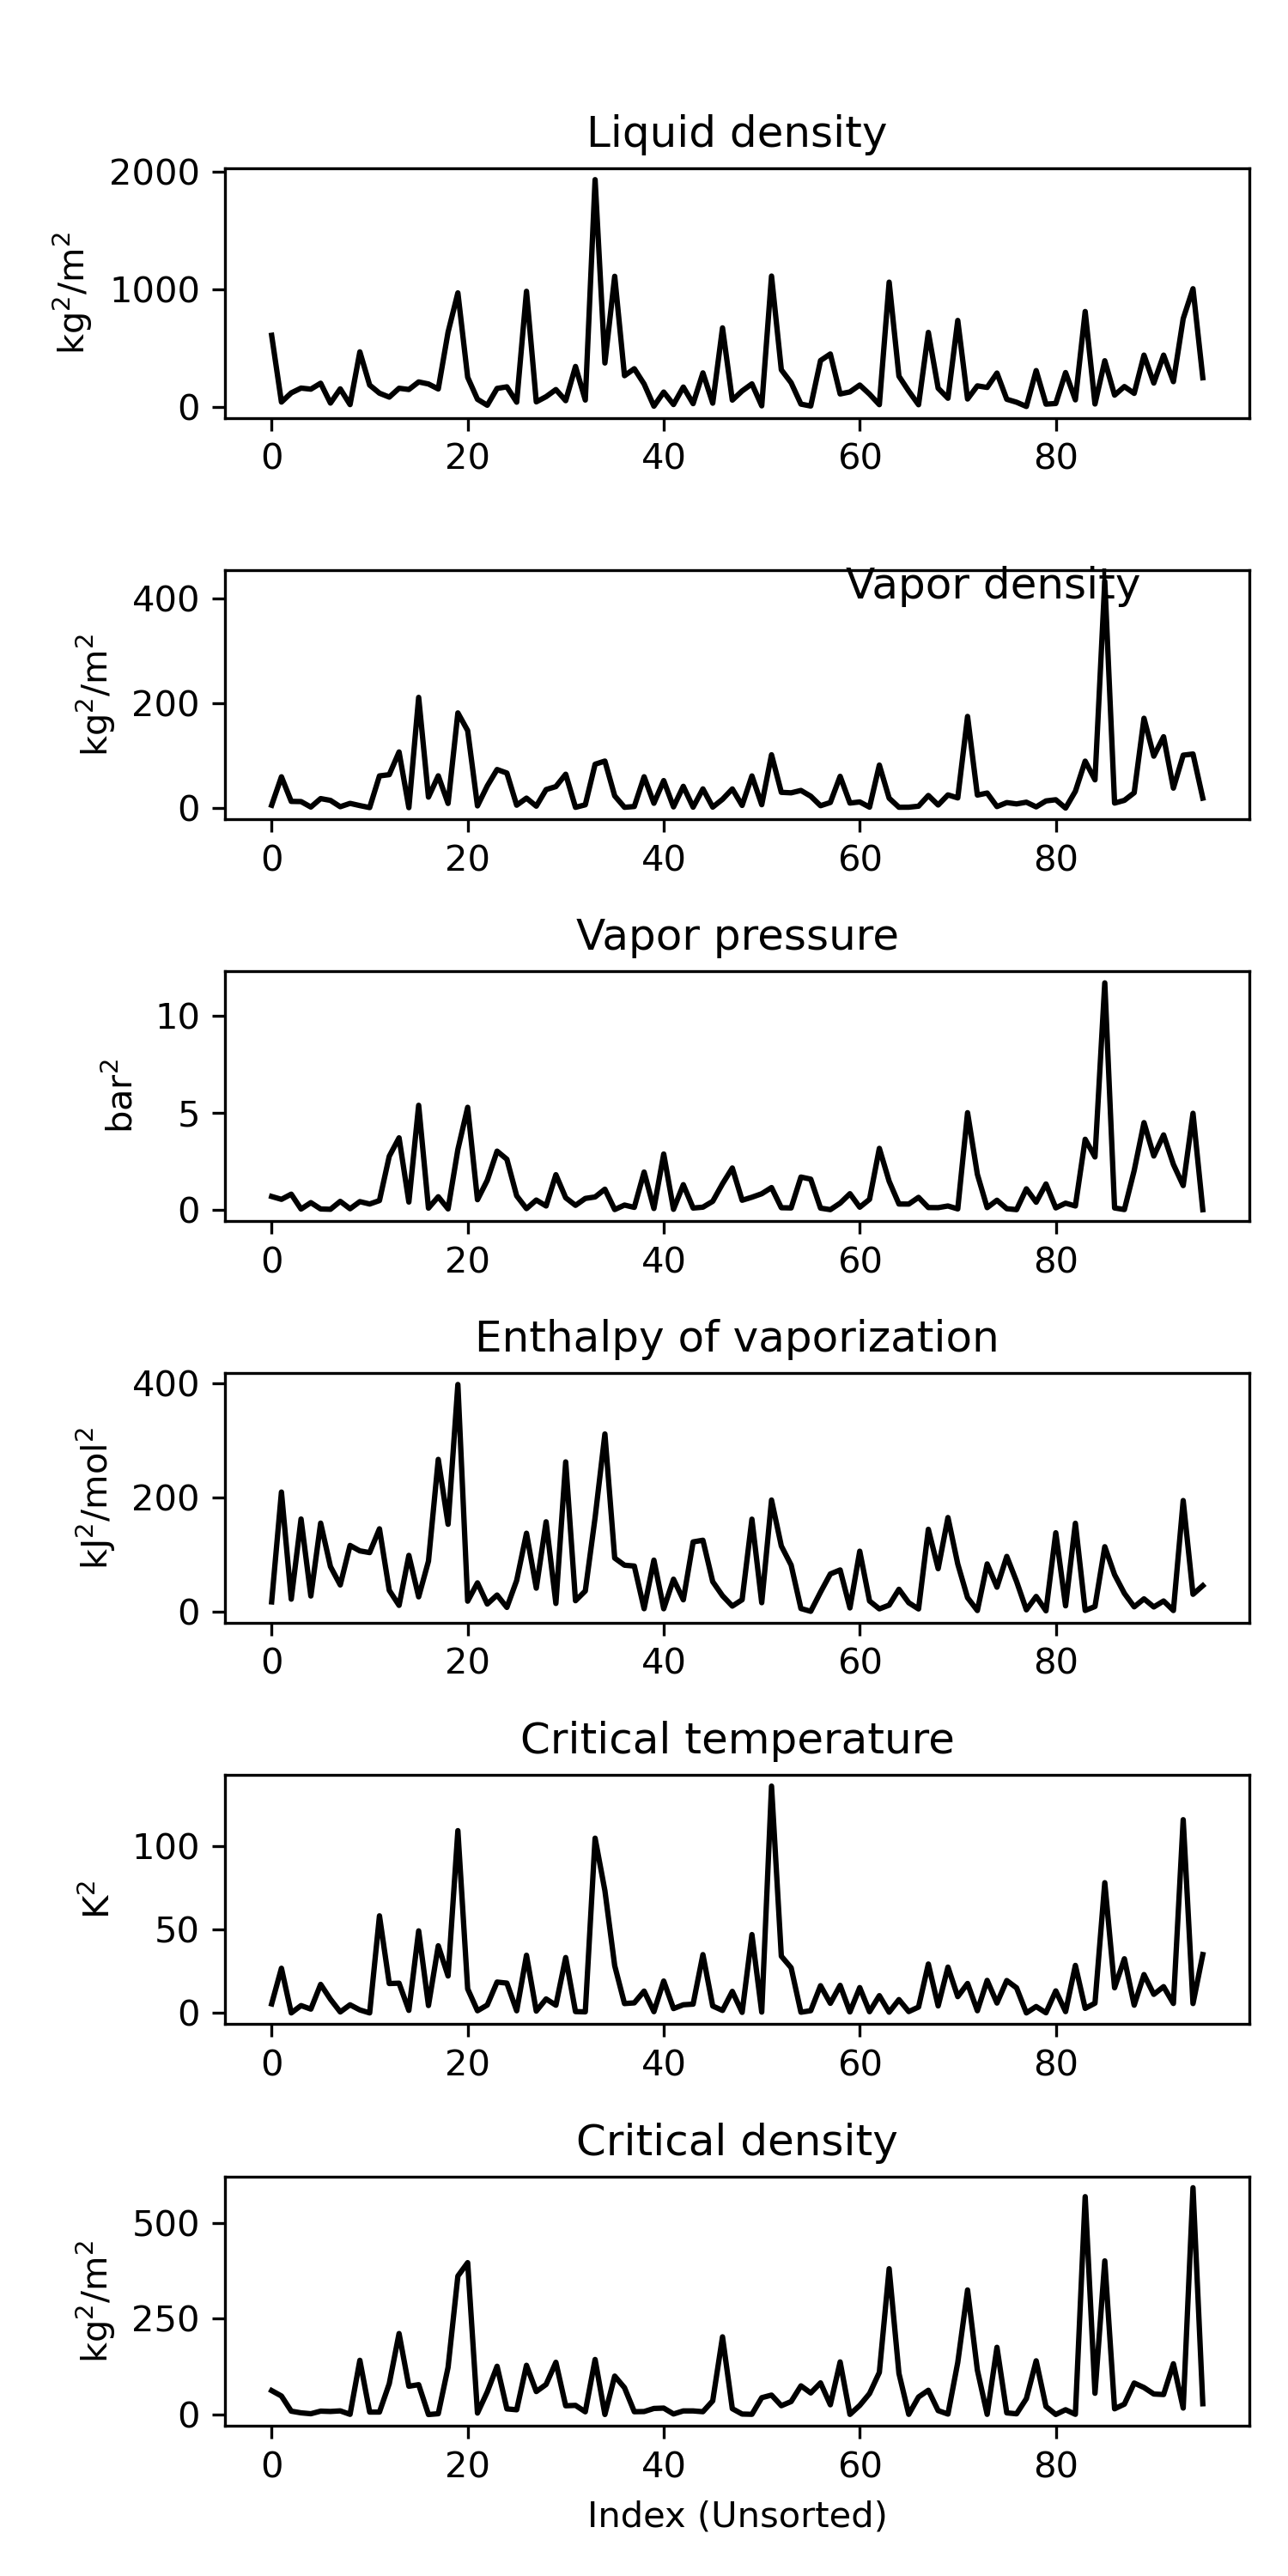 Liquid density
2000
1000
0
kg²/m²
0 20 40 60 80
Vapor density
400
200
0
kg²/m²
0 20 40 60 80
Vapor pressure
10
5
0
bar²
0 20 40 60 80
Enthalpy of vaporization
400
200
0
kJ²/mol²
0 20 40 60 80
Critical temperature
100
50
0
K²
0 20 40 60 80
Critical density
500
250
0
kg²/m²
0 20 40 60 80
Index (Unsorted)